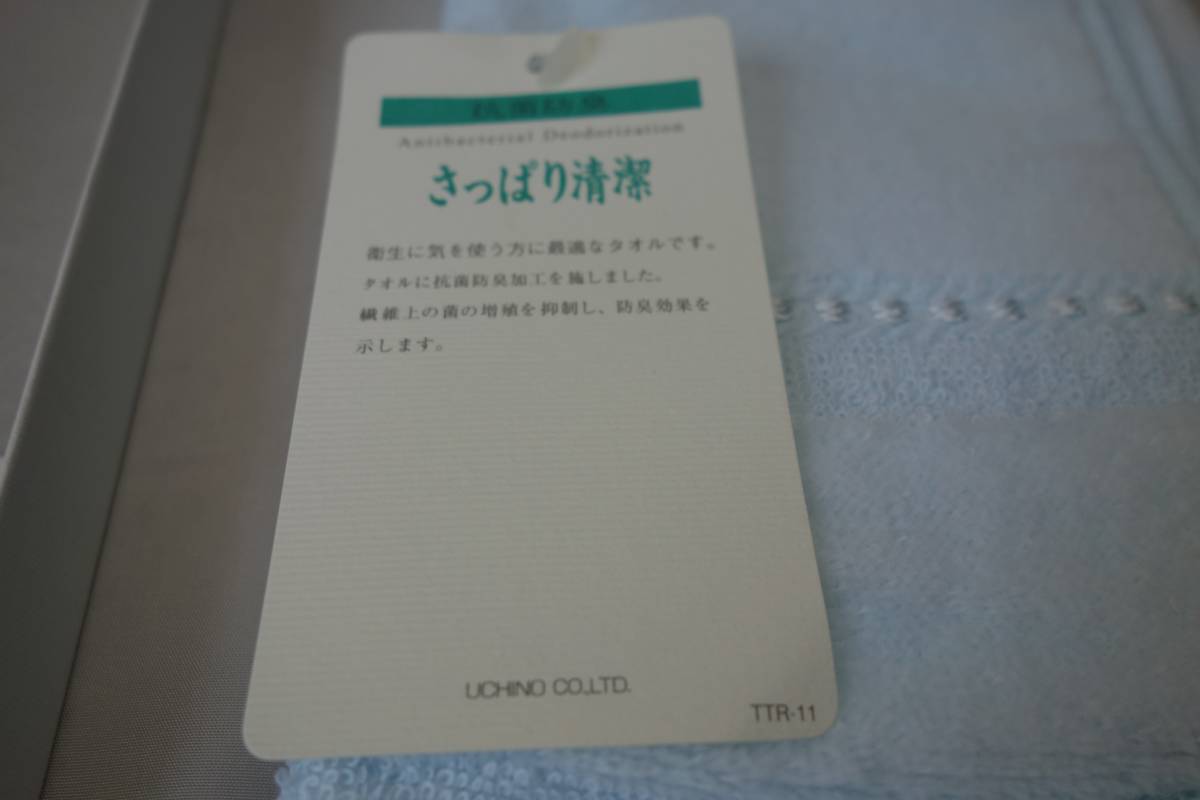 抗菌防臭
Antibacterial Deodorization
さっぱり清潔
衛生に気を使う方に最適なタオルです。
タオルに抗菌防臭加工を施しました。
繊維上の菌の増殖を抑制し、防臭効果を
示します。
UCHINO CO.,LTD.
TTR-11